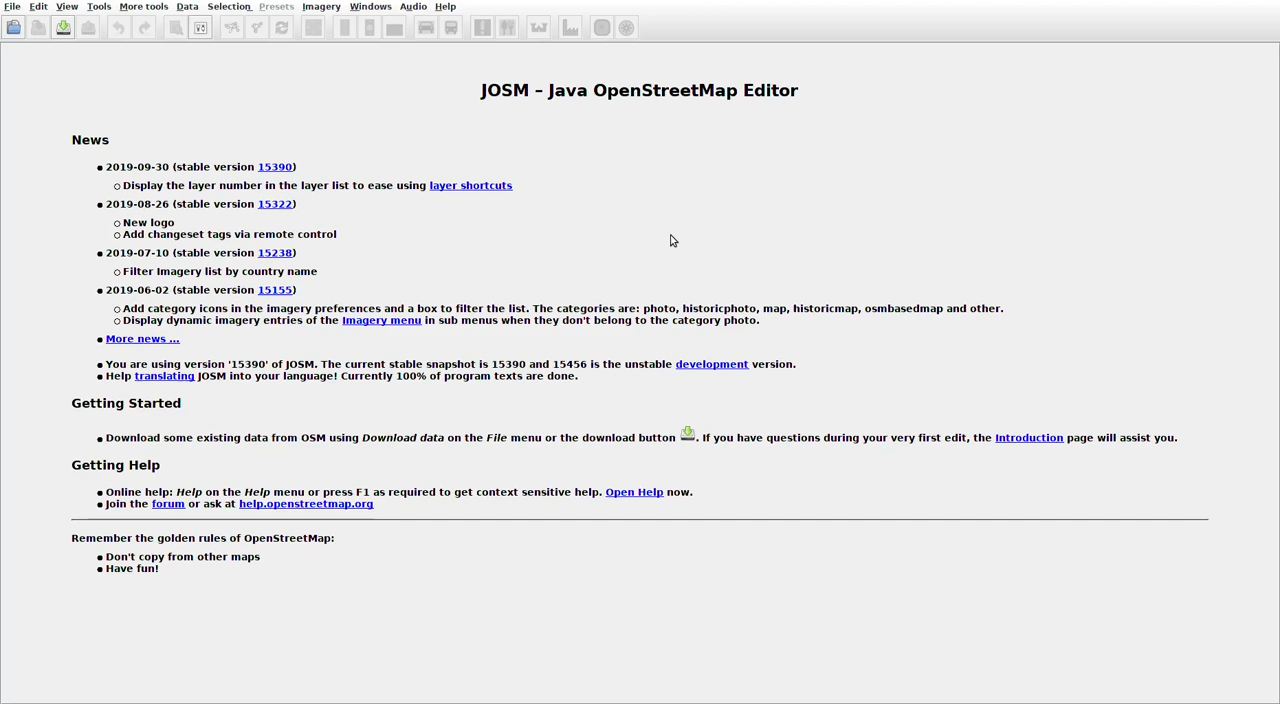 File Edit View Tools More tools Data Selection Presets Imagery Windows Audio Help
JOSM – Java OpenStreetMap Editor
News
2019-09-30 (stable version 15390)
Display the layer number in the layer list to ease using layer shortcuts
2019-08-26 (stable version 15322)
New logo
Add changeset tags via remote control
2019-07-10 (stable version 15238)
Filter Imagery list by country name
2019-06-02 (stable version 15155)
Add category icons in the imagery preferences and a box to filter the list. The categories are: photo, historicphoto, map, historicmap, osmbasedmap and other.
Display dynamic imagery entries of the Imagery menu in sub menus when they don't belong to the category photo.
More news ...
You are using version '15390' of JOSM. The current stable snapshot is 15390 and 15456 is the unstable development version.
Help translating JOSM into your language! Currently 100% of program texts are done.
Getting Started
Download some existing data from OSM using Download data on the File menu or the download button . If you have questions during your very first edit, the Introduction page will assist you.
Getting Help
Online help: Help on the Help menu or press F1 as required to get context sensitive help. Open Help now.
Join the forum or ask at help.openstreetmap.org
Remember the golden rules of OpenStreetMap:
Don't copy from other maps
Have fun!